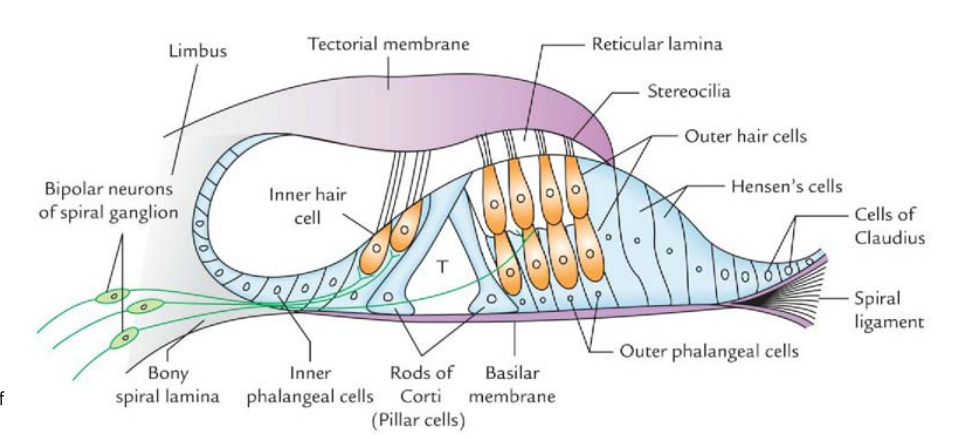 Limbus
Tectorial membrane
Reticular lamina
Stereocilia
Outer hair cells
Hensen's cells
Cells of
Claudius
Bipolar neurons
of spiral ganglion
Inner hair
cell
T
Spiral
ligament
Outer phalangeal cells
Bony
spiral lamina
Inner
phalangeal cells
Rods of
Corti
(Pillar cells)
Basilar
membrane
f